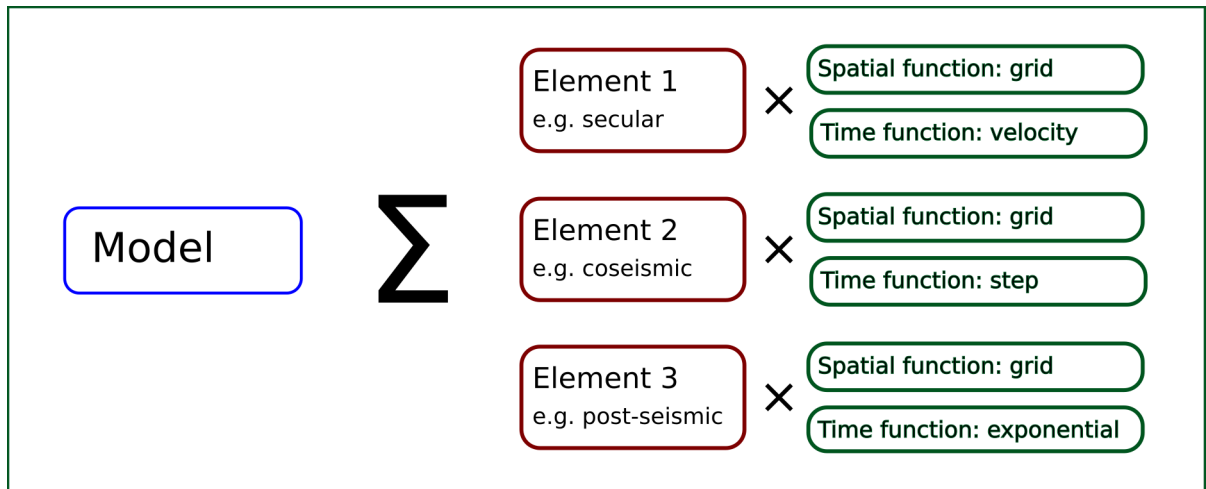 Model
Σ
Element 1
e.g. secular
×
Spatial function: grid
Time function: velocity
Element 2
e.g. coseismic
×
Spatial function: grid
Time function: step
Element 3
e.g. post-seismic
×
Spatial function: grid
Time function: exponential